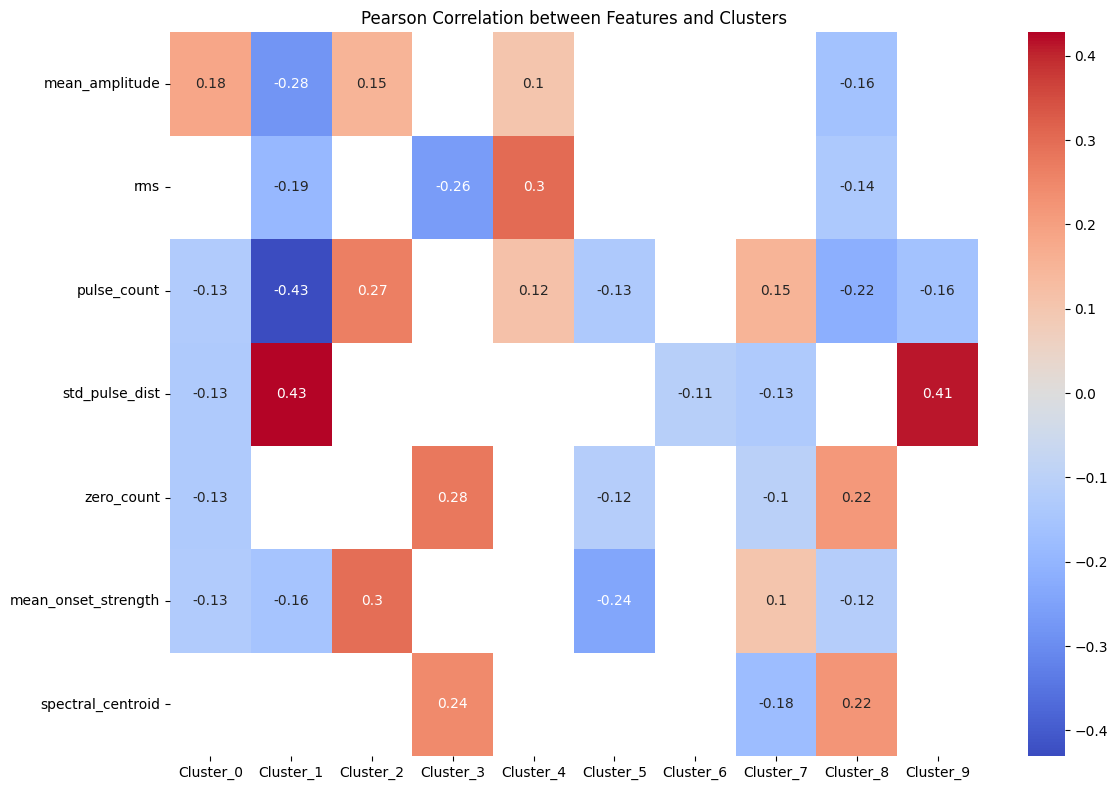 Pearson Correlation between Features and Clusters
mean_amplitude 0.18 -0.28 0.15 0.1 -0.16
rms -0.19 -0.26 0.3 -0.14
pulse_count -0.13 -0.43 0.27 0.12 -0.13 0.15 -0.22 -0.16
std_pulse_dist -0.13 0.43 -0.11 -0.13 0.41
zero_count -0.13 0.28 -0.12 -0.1 0.22
mean_onset_strength -0.13 -0.16 0.3 -0.24 0.1 -0.12
spectral_centroid 0.24 -0.18 0.22
Cluster_0 Cluster_1 Cluster_2 Cluster_3 Cluster_4 Cluster_5 Cluster_6 Cluster_7 Cluster_8 Cluster_9
0.4
0.3
0.2
0.1
0.0
−0.1
−0.2
−0.3
−0.4